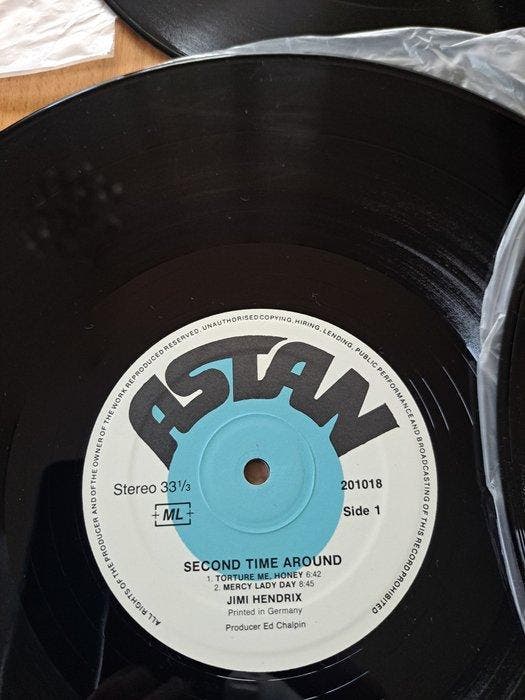 ALL RIGHTS OF THE PRODUCER AND OF THE OWNER OF THE WORK REPRODUCED RESERVED. UNAUTHORISED COPYING, HIRING, LENDING, PUBLIC PERFORMANCE AND BROADCASTING OF THIS RECORD PROHIBITED
ASTAN
Stereo 33 1/3
201018
ML
Side 1
SECOND TIME AROUND
1. TORTURE ME, HONEY 6:42
2. MERCY LADY DAY 8:45
JIMI HENDRIX
Printed in Germany
Producer Ed Chalpin